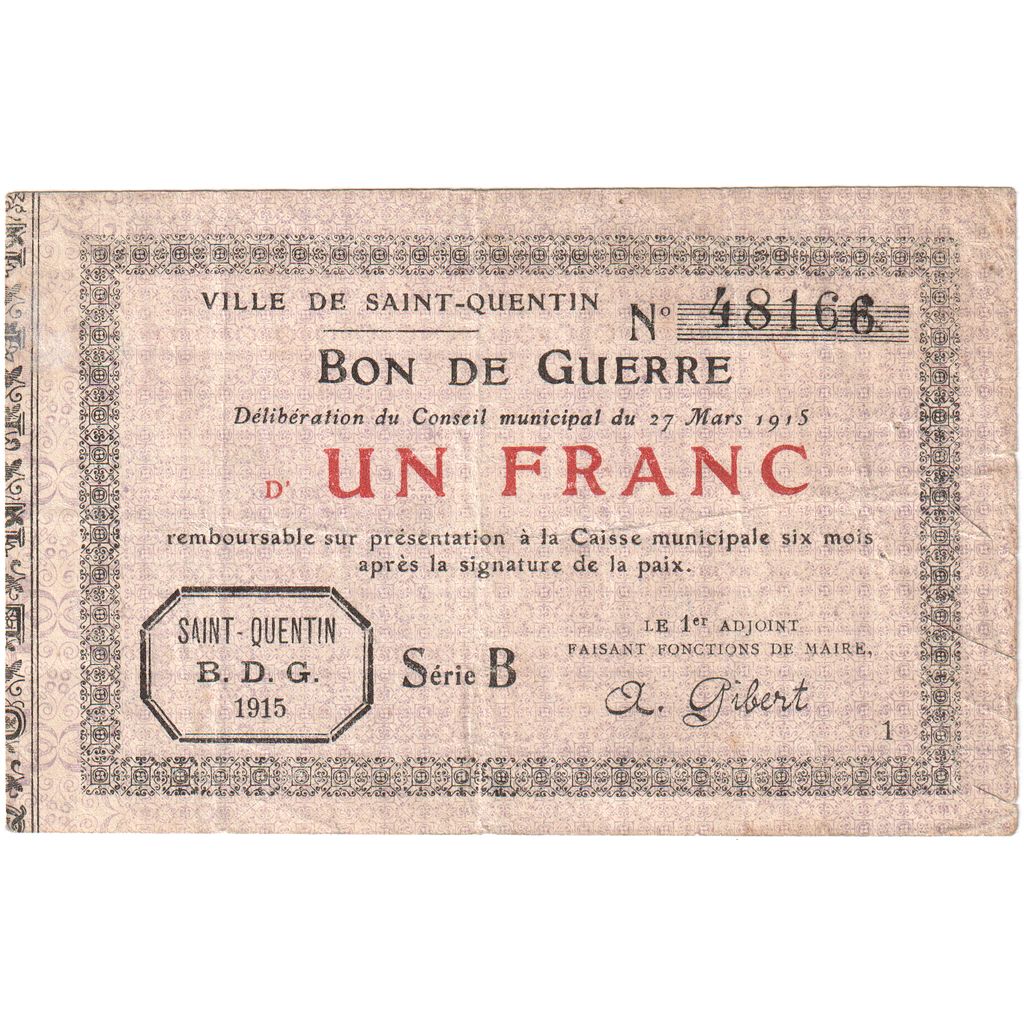 VILLE DE SAINT-QUENTIN
Nº 48166
BON DE GUERRE
Délibération du Conseil municipal du 27 Mars 1915
D' UN FRANC
remboursable sur présentation à la Caisse municipale six mois
après la signature de la paix.
SAINT-QUENTIN
B. D. G.
1915
Série B
LE 1er ADJOINT
FAISANT FONCTIONS DE MAIRE,
A. Gibert
1